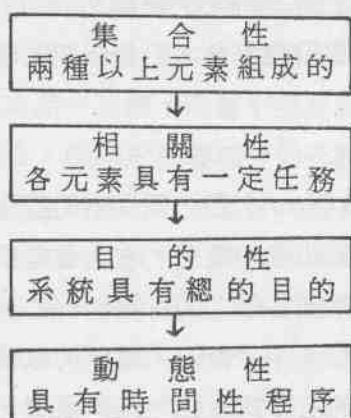 集合性
兩種以上元素組成的
相關性
各元素具有一定任務
目的性
系統具有總的目的
動態性
具有時間性程序